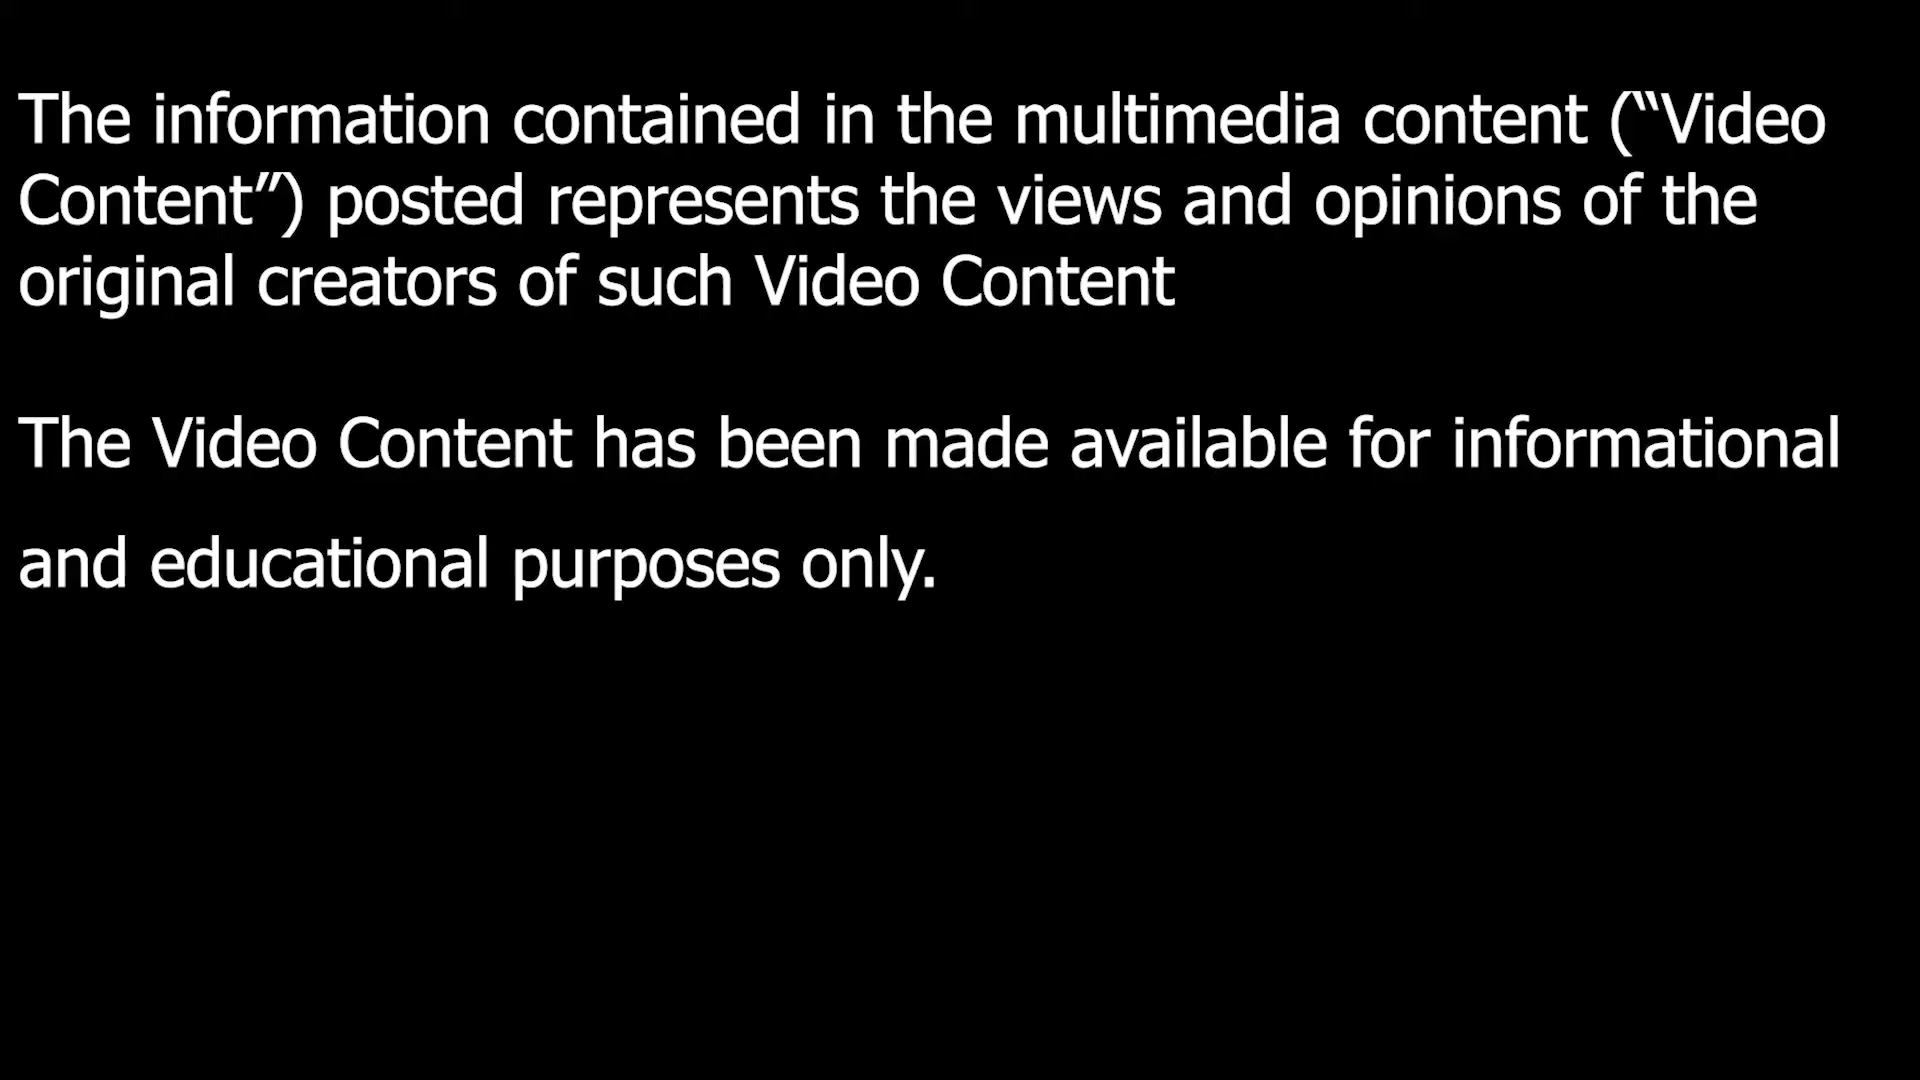 The information contained in the multimedia content (“Video
Content”) posted represents the views and opinions of the
original creators of such Video Content
The Video Content has been made available for informational
and educational purposes only.